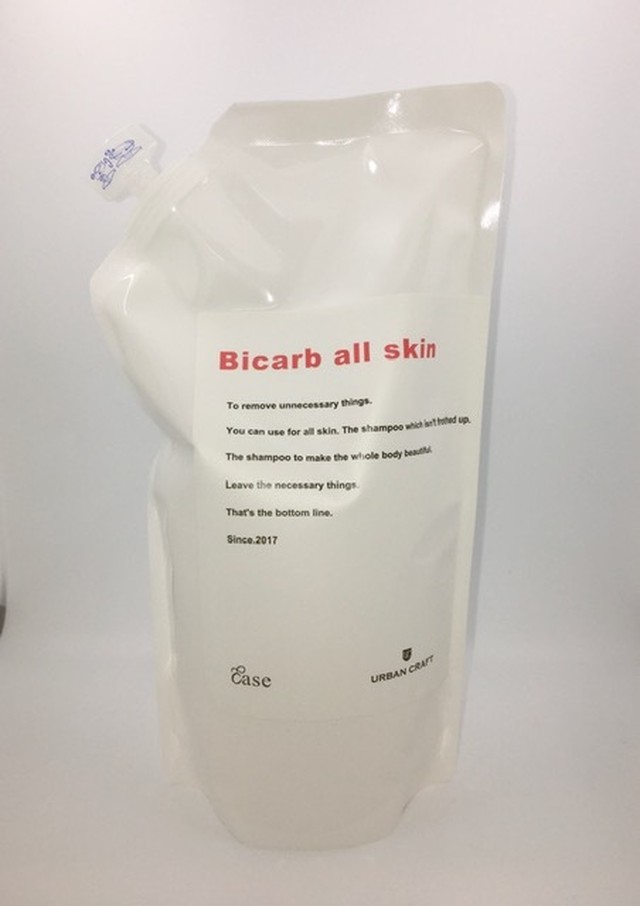 Bicarb all skin
To remove unnecessary things.
You can use for all skin. The shampoo which isn't frothed up,
The shampoo to make the whole body beautiful.
Leave the necessary things.
That's the bottom line.
Since.2017
Case
URBAN CRAFT